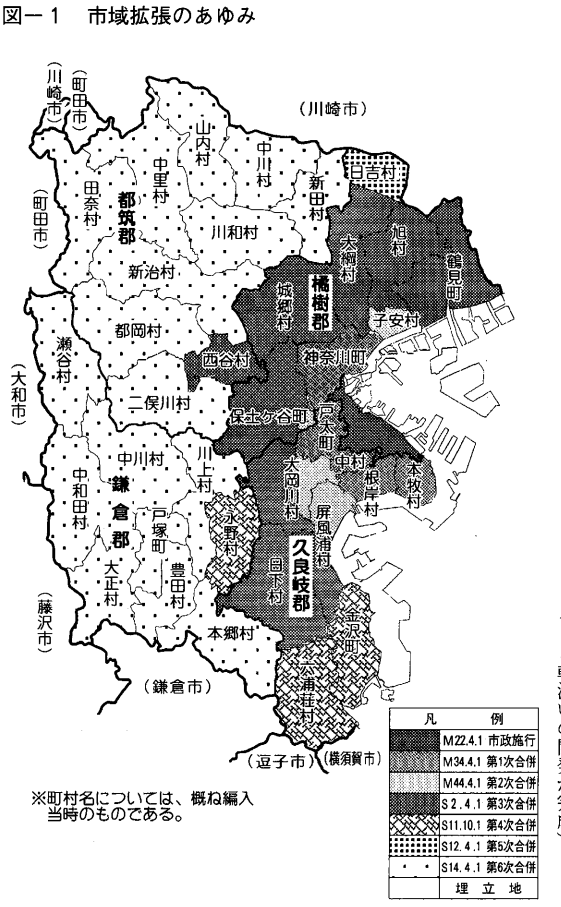 図−1 市域拡張のあゆみ
(川崎市)
(町田市)
(川崎市)
(町田市)
(大和市)
(藤沢市)
(鎌倉市)
(逗子市)
(横須賀市)
都筑郡
田奈村
中里村
山内村
中川村
新田村
川和村
新治村
都岡村
二俣川村
西谷村
橘樹郡
日吉村
旭村
大綱村
鶴見町
城郷村
子安村
神奈川町
保土ヶ谷町
戸太町
鎌倉郡
瀬谷村
中川村
川上村
中和田村
戸塚町
大正村
豊田村
永野村
本郷村
久良岐郡
大岡川村
中村
根岸村
本牧村
屏風浦村
日下村
金沢町
六浦荘村
凡例
M22.4.1 市政施行
M34.4.1 第1次合併
M44.4.1 第2次合併
S2.4.1 第3次合併
S11.10.1 第4次合併
S12.4.1 第5次合併
S14.4.1 第6次合併
埋立地
※町村名については、概ね編入
当時のものである。